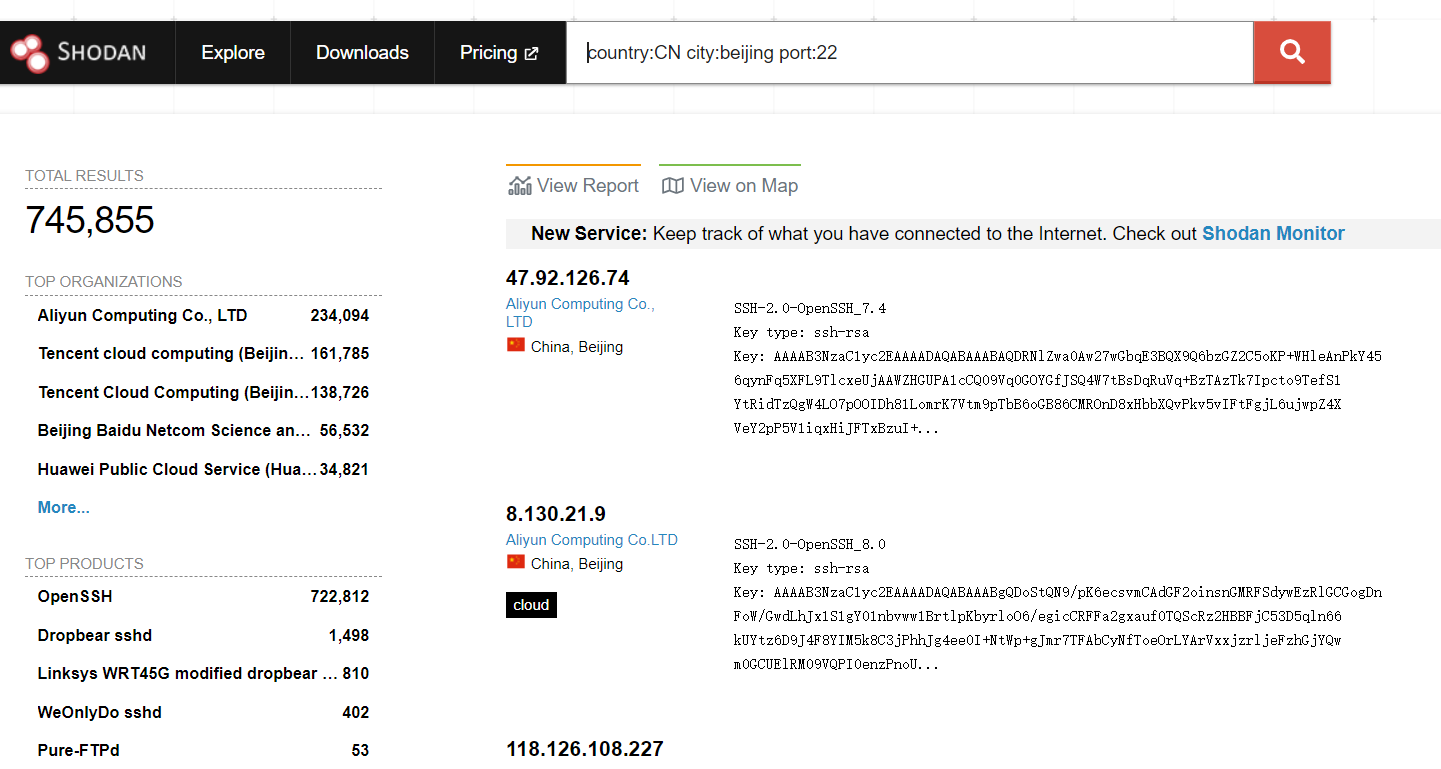 SHODAN
Explore
Downloads
Pricing
country:CN city:beijing port:22
TOTAL RESULTS
745,855
TOP ORGANIZATIONS
Aliyun Computing Co., LTD 234,094
Tencent cloud computing (Beijin... 161,785
Tencent Cloud Computing (Beijin... 138,726
Beijing Baidu Netcom Science an... 56,532
Huawei Public Cloud Service (Hua... 34,821
More...
TOP PRODUCTS
OpenSSH 722,812
Dropbear sshd 1,498
Linksys WRT45G modified dropbear ... 810
WeOnlyDo sshd 402
Pure-FTPd 53
View Report
View on Map
New Service: Keep track of what you have connected to the Internet. Check out Shodan Monitor
47.92.126.74
Aliyun Computing Co.,
LTD
China, Beijing
SSH-2.0-OpenSSH_7.4
Key type: ssh-rsa
Key: AAAAB3NzaC1yc2EAAAADAQABAAABAQDRNlZwa0Aw27wGbqE3BQX9Q6bzGZ2C5oKP+WHleAnPkY45
6qynFq5XFL9TlcxeUjAAWZHGUPA1cCQ09Vq0GOYGfJSQ4W7tBsDqRuVq+BzTAzTk7Ipcto9TefS1
YtRidTzQgW4LO7pOOIDh81LomrK7Vtm9pTbB6oGB86CMROnD8xHbbXQvPkv5vIFtFgjL6ujwpZ4X
VeY2pP5V1iqxHiJFTxBzuI+...
8.130.21.9
Aliyun Computing Co.LTD
China, Beijing
cloud
SSH-2.0-OpenSSH_8.0
Key type: ssh-rsa
Key: AAAAB3NzaC1yc2EAAAADAQABAAABgQDoStQN9/pK6ecsvmCAdGF2oinsnGMRFSdywEzRlGCGogDn
FoW/GwdLhJx1S1gY01nbvww1BrtlpKbyrloO6/egicCRFFa2gxauf0TQScRz2HBBFjC53D5qln66
kUYtz6D9J4F8YIM5k8C3jPhhJg4ee0I+NtWp+gJmr7TFAbCyNfToeOrLYArVxxjzrljeFzhGjYQw
m0GCUElRM09VQPI0enzPnoU...
118.126.108.227